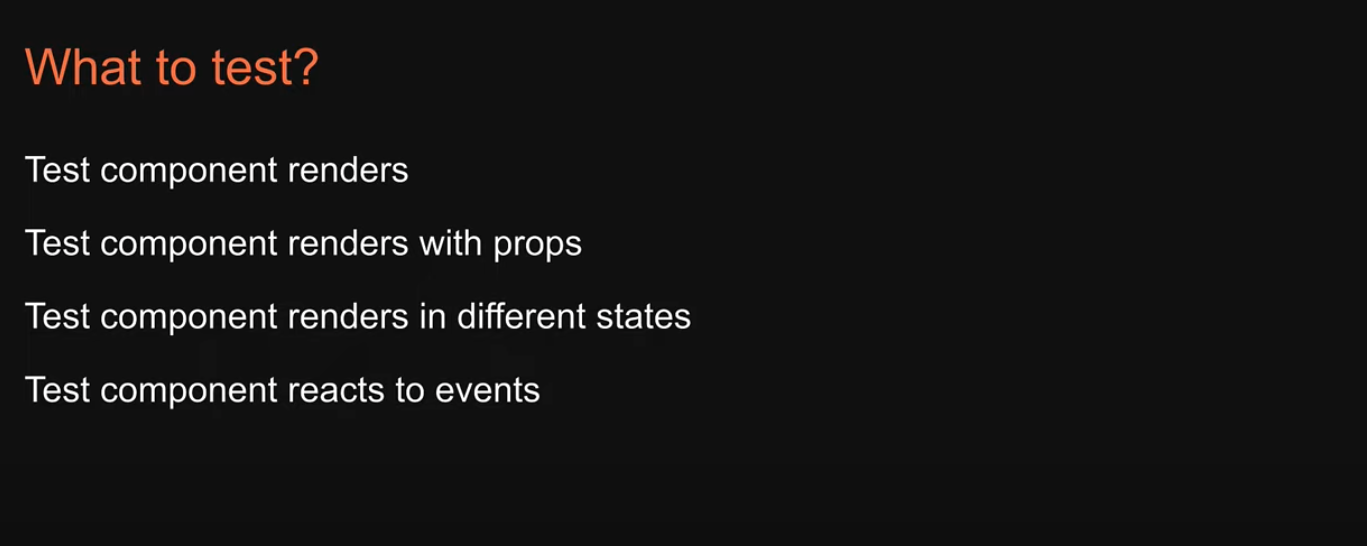 What to test?
Test component renders
Test component renders with props
Test component renders in different states
Test component reacts to events